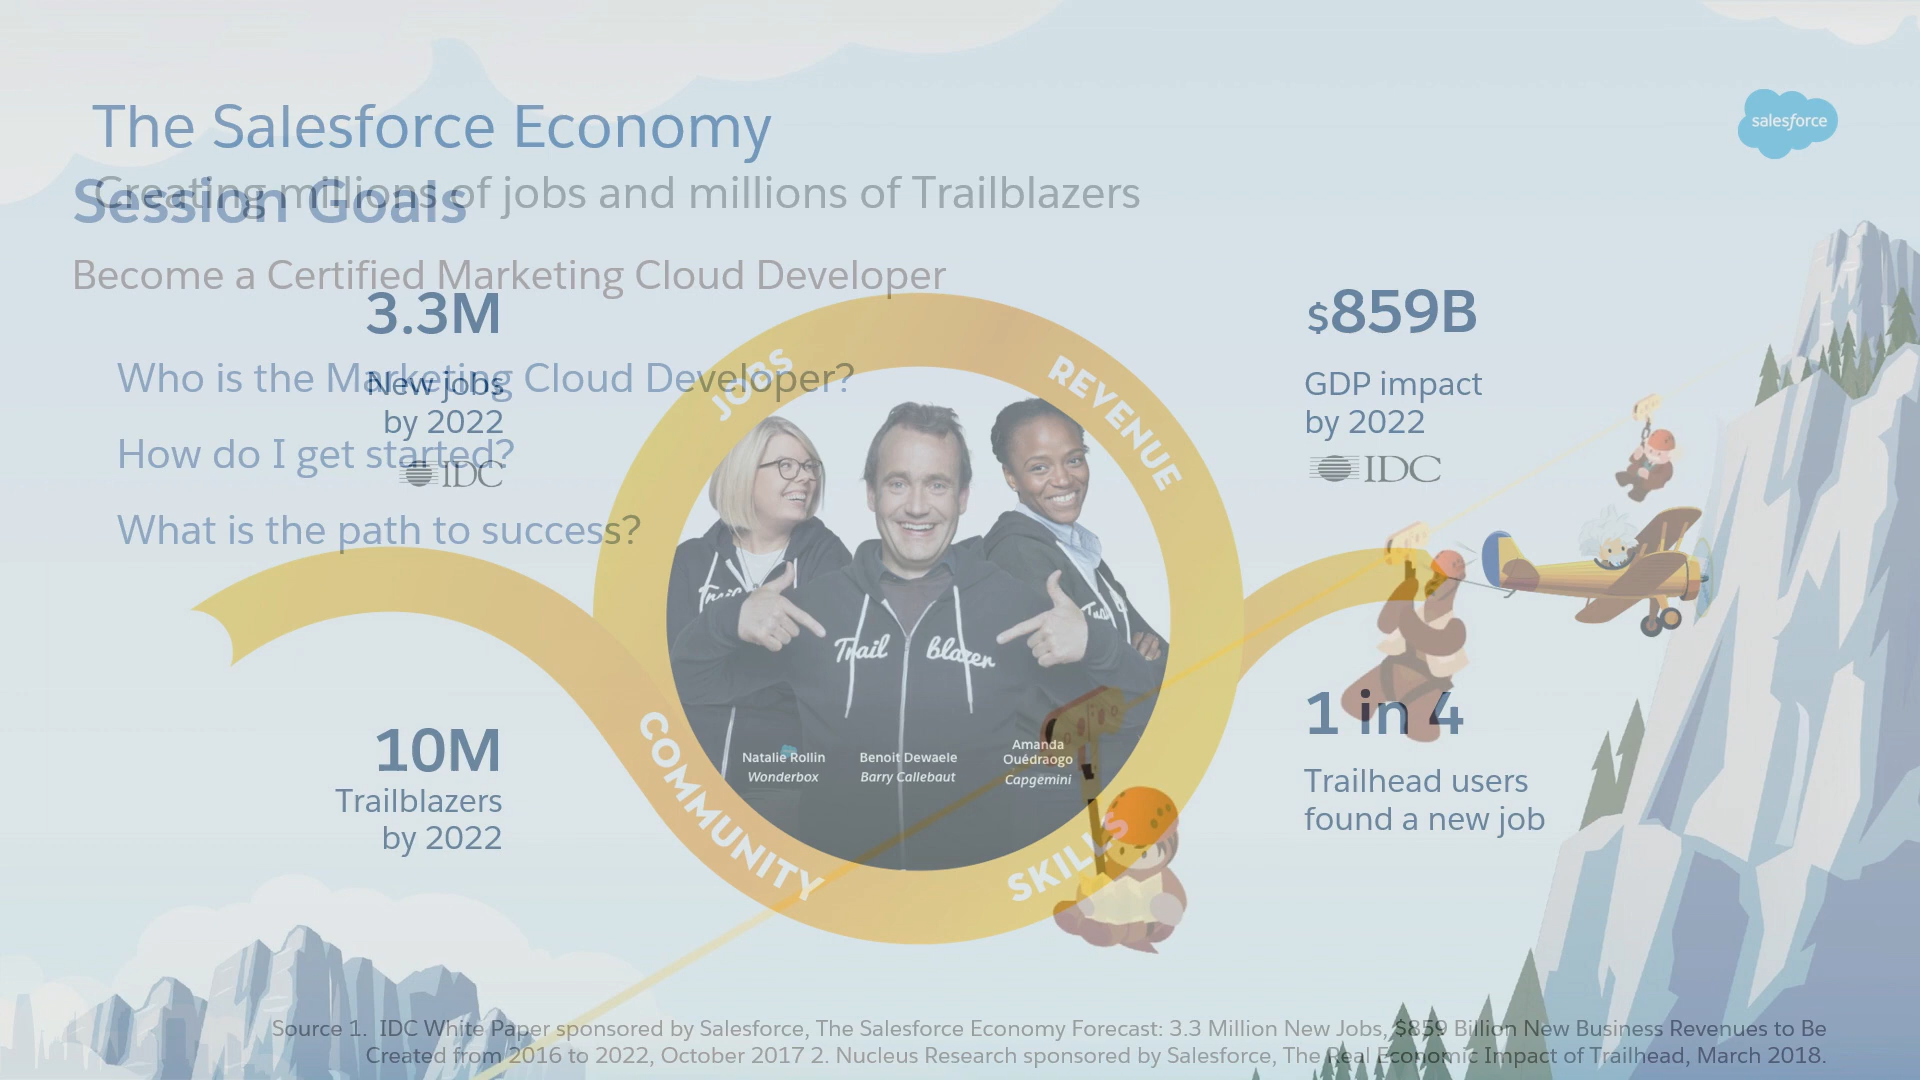 The Salesforce Economy
Creating millions of jobs and millions of Trailblazers
Session Goals
Become a Certified Marketing Cloud Developer
Who is the Marketing Cloud Developer?
How do I get started?
What is the path to success?
salesforce
3.3M
New jobs
by 2022
IDC
$859B
GDP impact
by 2022
IDC
10M
Trailblazers
by 2022
1 in 4
Trailhead users
found a new job
JOBS
REVENUE
COMMUNITY
SKILLS
Trail blazer
Natalie Rollin
Wonderbox
Benoit Dewaele
Barry Callebaut
Amanda
Ouédraogo
Capgemini
Source 1. IDC White Paper sponsored by Salesforce, The Salesforce Economy Forecast: 3.3 Million New Jobs, $859 Billion New Business Revenues to Be
Created from 2016 to 2022, October 2017 2. Nucleus Research sponsored by Salesforce, The Real Economic Impact of Trailhead, March 2018.